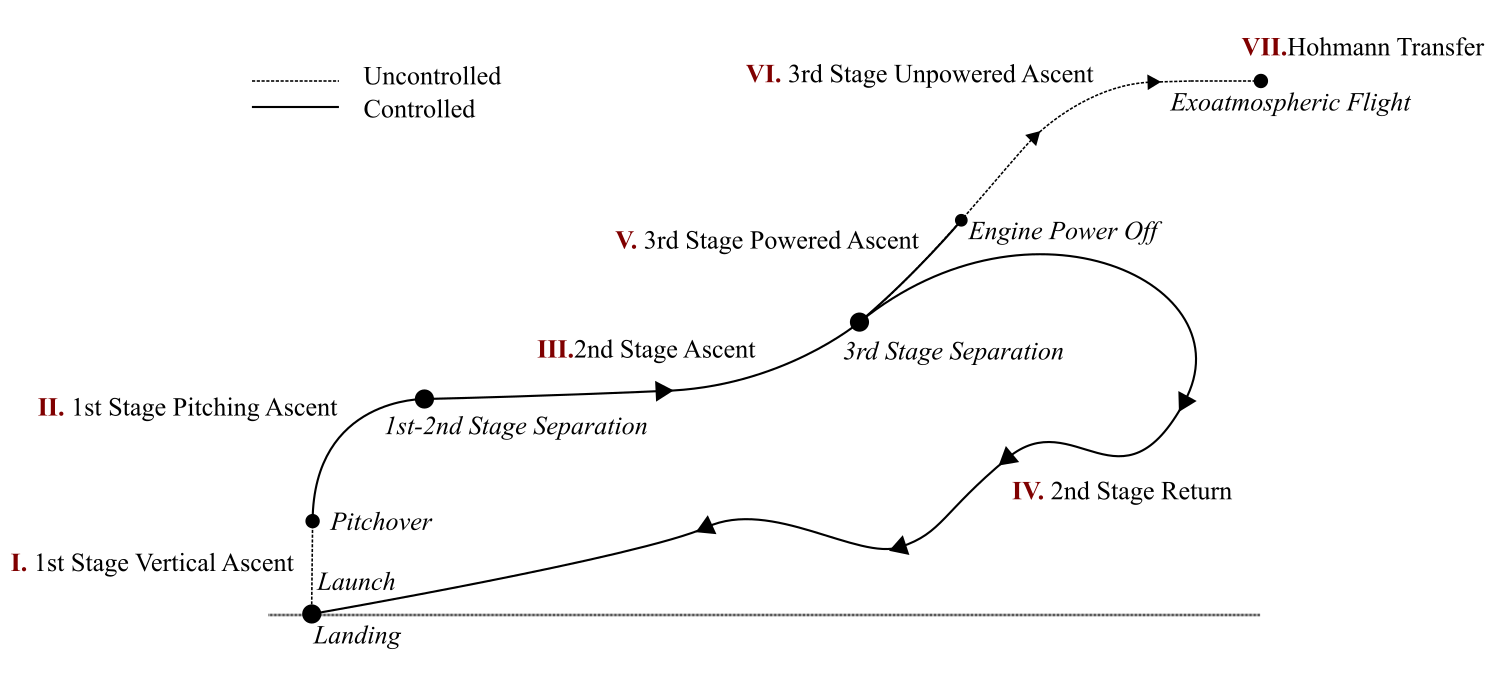 VII.Hohmann Transfer
Uncontrolled
VI. 3rd Stage Unpowered Ascent
Exoatmospheric Flight
Controlled
Engine Power Off
V. 3rd Stage Powered Ascent
III.2nd Stage Ascent
3rd Stage Separation
II. 1st Stage Pitching Ascent
1st-2nd Stage Separation
IV. 2nd Stage Return
Pitchover
I. 1st Stage Vertical Ascent
Launch
Landing